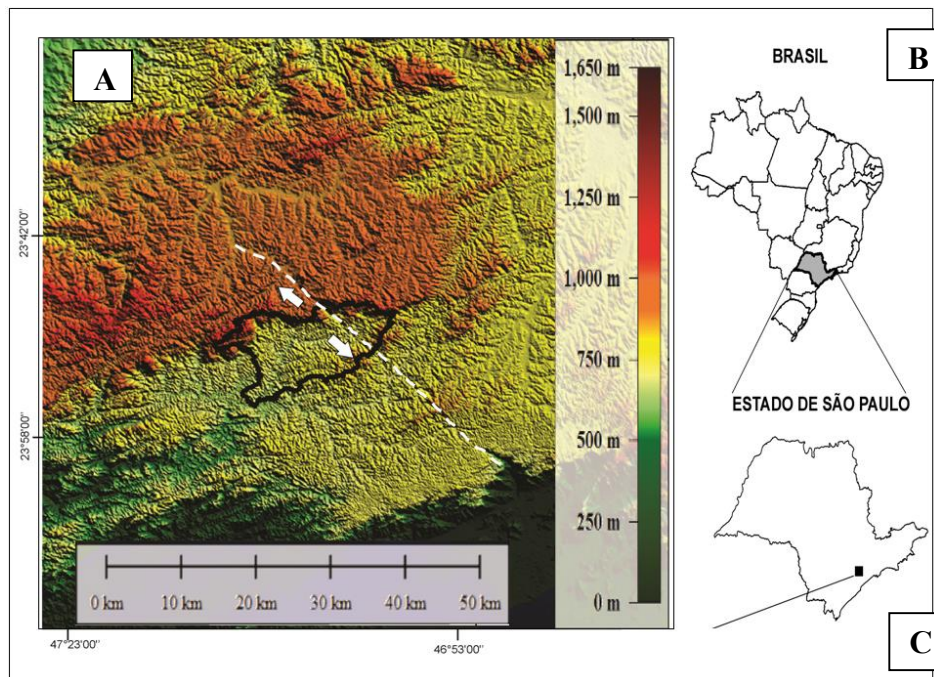 A
1,650 m
1,500 m
1,250 m
1,000 m
750 m
500 m
250 m
0 m
23°42'00"
23°58'00"
0 km 10 km 20 km 30 km 40 km 50 km
47°23'00" 46°53'00"
B
BRASIL
ESTADO DE SÃO PAULO
C